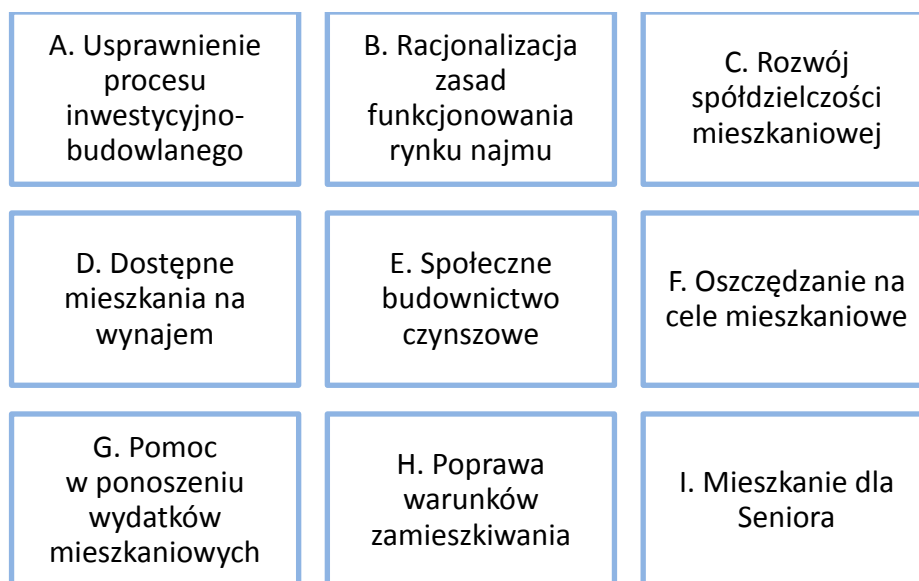 A. Usprawnienie
procesu
inwestycyjno-
budowlanego
B. Racjonalizacja
zasad
funkcjonowania
rynku najmu
C. Rozwój
spółdzielczości
mieszkaniowej
D. Dostępne
mieszkania na
wynajem
E. Społeczne
budownictwo
czynszowe
F. Oszczędzanie na
cele mieszkaniowe
G. Pomoc
w ponoszeniu
wydatków
mieszkaniowych
H. Poprawa
warunków
zamieszkiwania
I. Mieszkanie dla
Seniora